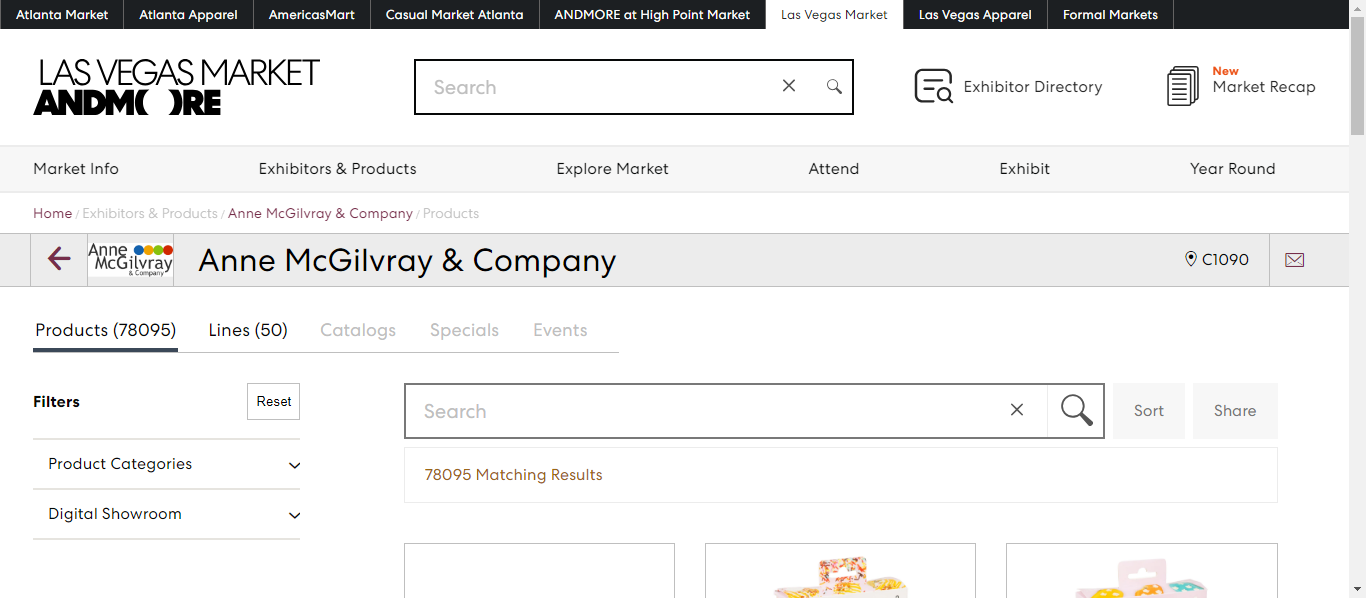 Atlanta Market
Atlanta Apparel
AmericasMart
Casual Market Atlanta
ANDMORE at High Point Market
Las Vegas Market
Las Vegas Apparel
Formal Markets
LAS VEGAS MARKET
ANDM( )RE
Search
Exhibitor Directory
New
Market Recap
Market Info
Exhibitors & Products
Explore Market
Attend
Exhibit
Year Round
Home / Exhibitors & Products / Anne McGilvray & Company / Products
Anne
McGilvray
& Company
Anne McGilvray & Company
C1090
Products (78095)
Lines (50)
Catalogs
Specials
Events
Filters
Reset
Search
Sort
Share
Product Categories
78095 Matching Results
Digital Showroom